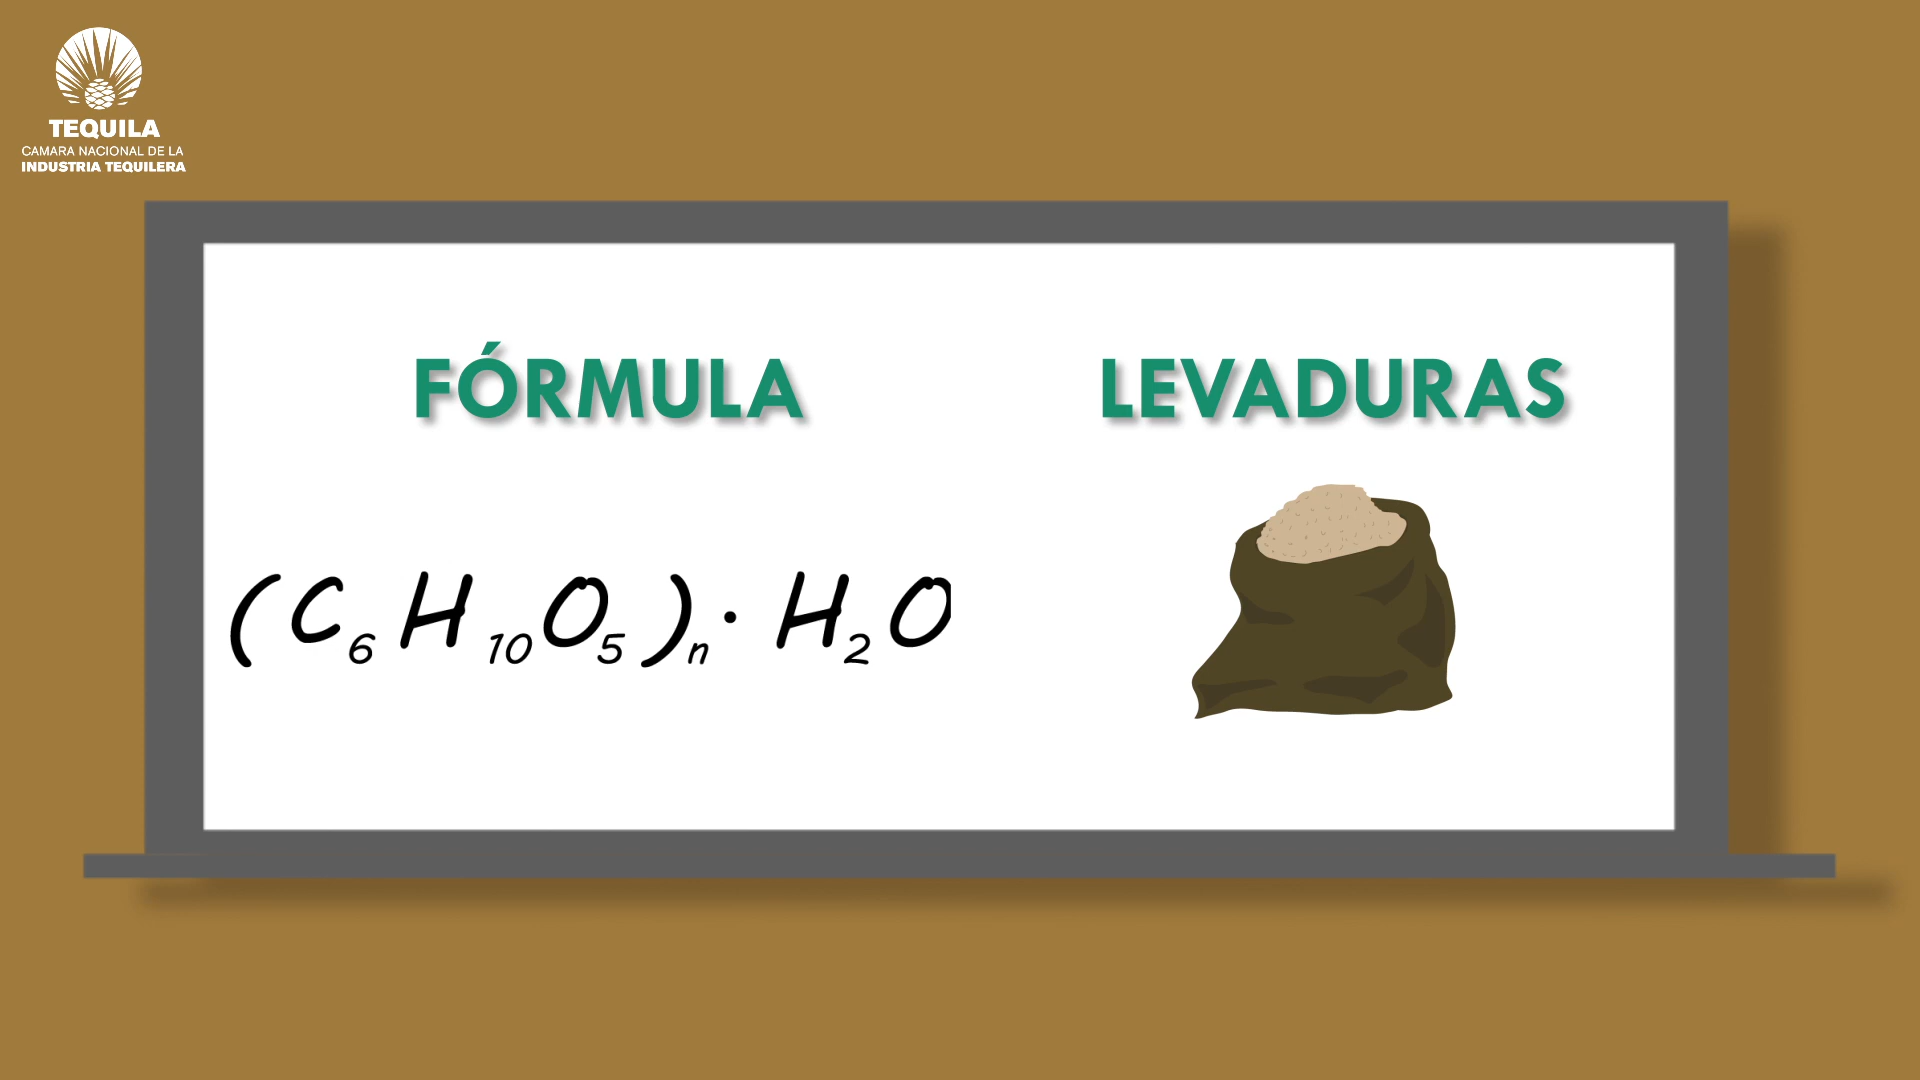 TEQUILA
CAMARA NACIONAL DE LA
INDUSTRIA TEQUILERA
FÓRMULA
LEVADURAS
(C₆H₁₀O₅)ₙ · H₂O